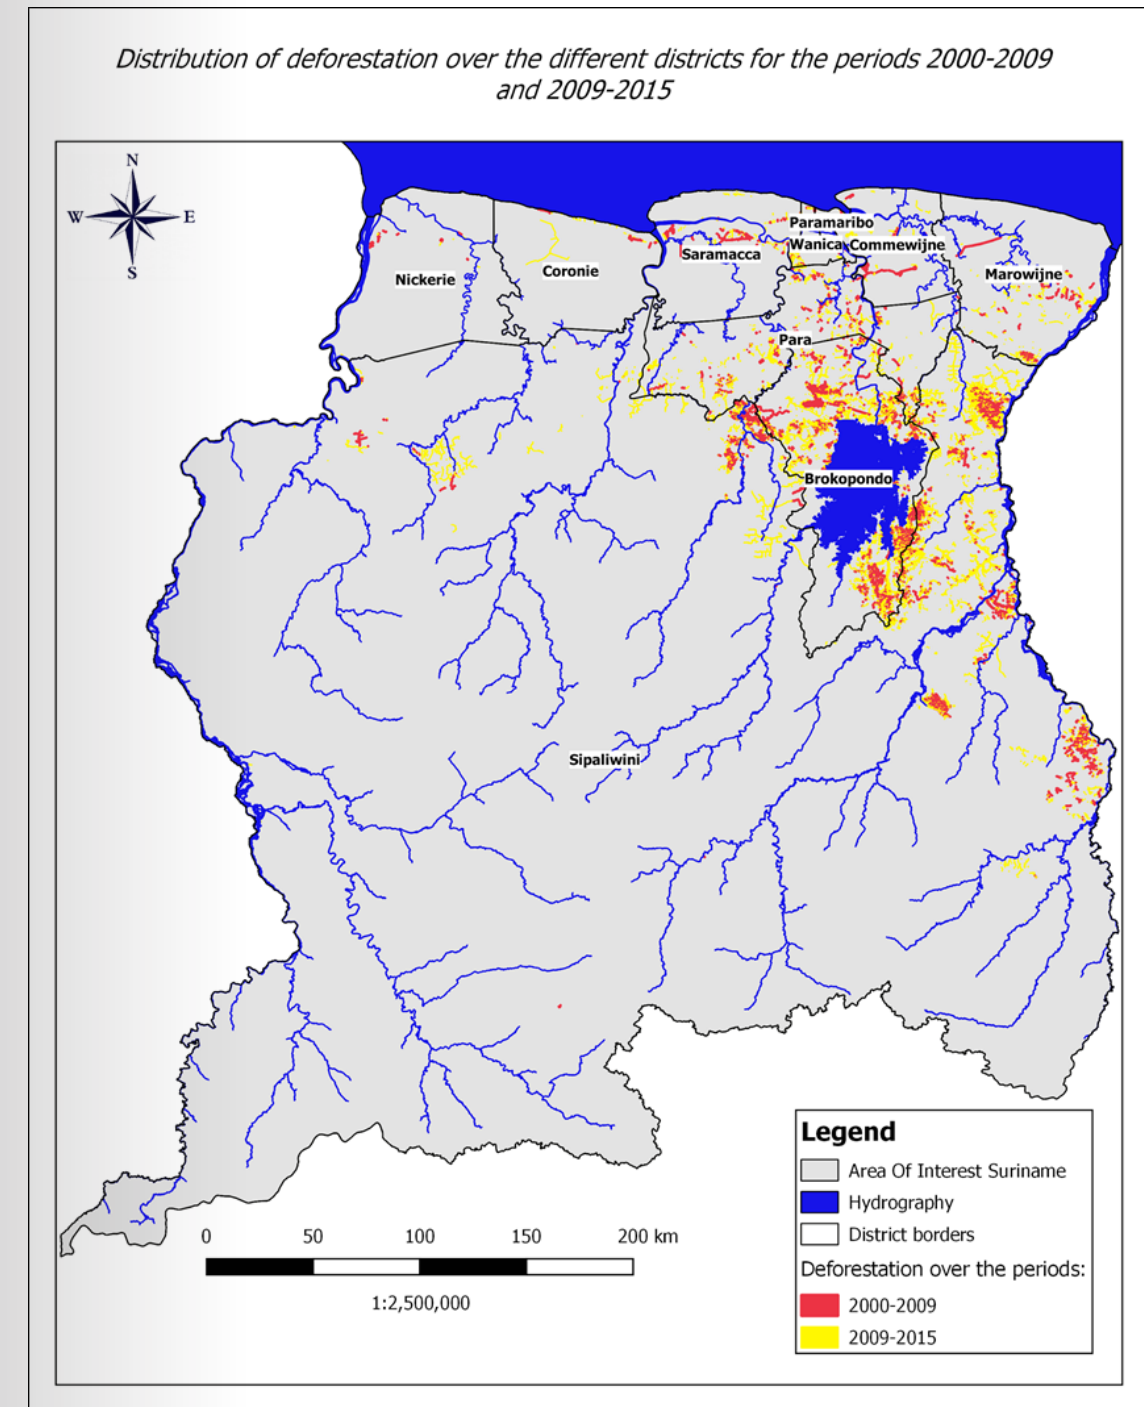 Distribution of deforestation over the different districts for the periods 2000-2009
and 2009-2015
N
W E
S
Paramaribo
Wanica Commewijne
Saramacca
Coronie
Nickerie
Marowijne
Para
Brokopondo
Sipaliwini
Legend
Area Of Interest Suriname
Hydrography
District borders
Deforestation over the periods:
2000-2009
2009-2015
0 50 100 150 200 km
1:2,500,000